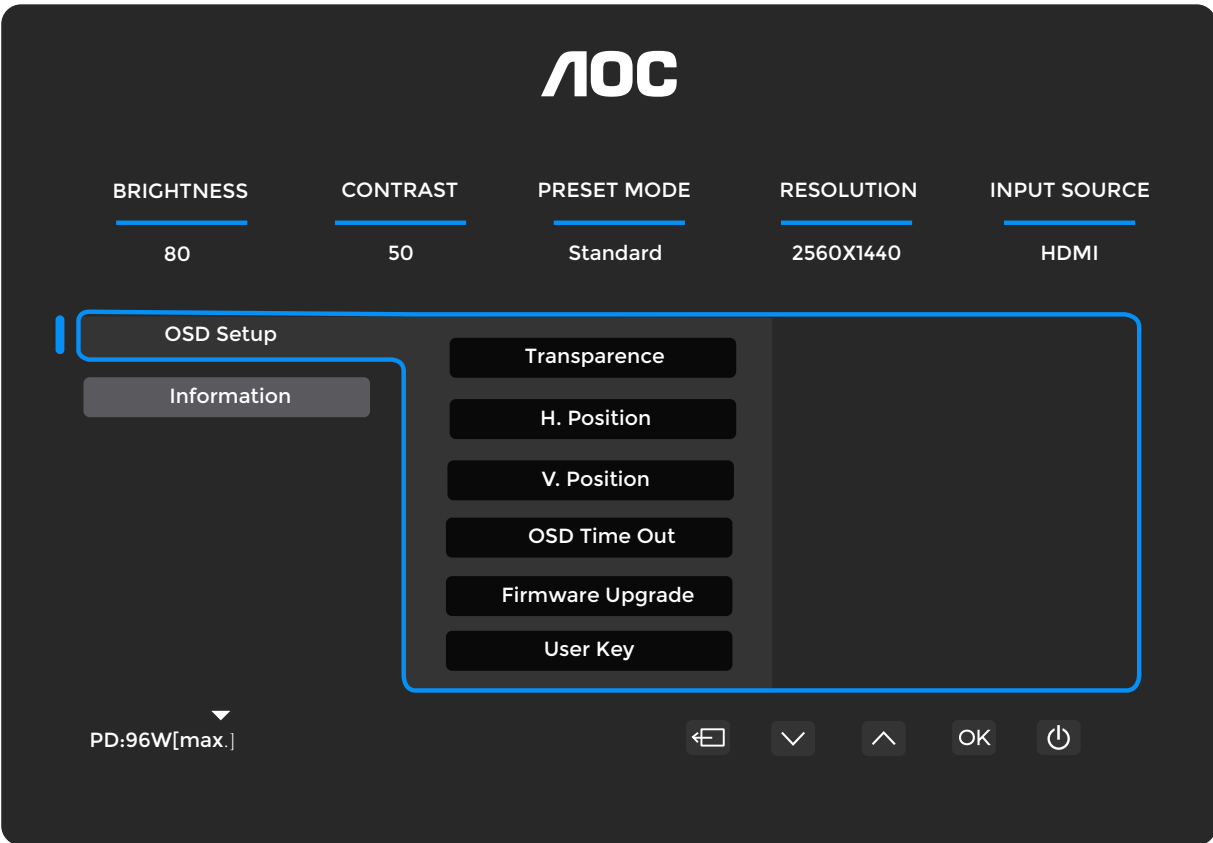 AOC
BRIGHTNESS CONTRAST PRESET MODE RESOLUTION INPUT SOURCE
80 50 Standard 2560X1440 HDMI
OSD Setup
Information
Transparence
H. Position
V. Position
OSD Time Out
Firmware Upgrade
User Key
PD:96W[max.]
OK